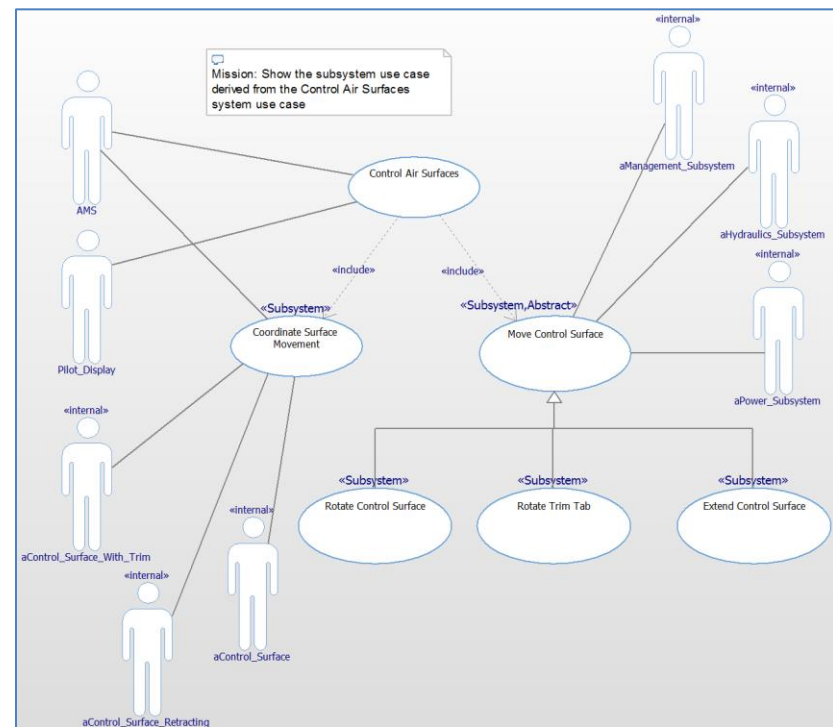 «internal»
Mission: Show the subsystem use case
derived from the Control Air Surfaces
system use case
«internal»
aManagement_Subsystem
Control Air Surfaces
AMS
aHydraulics_Subsystem
«internal»
«include»
«include»
«Subsystem»
«Subsystem,Abstract»
Coordinate Surface
Movement
Move Control Surface
Pilot_Display
aPower_Subsystem
«internal»
«Subsystem»
«Subsystem»
«Subsystem»
Rotate Control Surface
Rotate Trim Tab
Extend Control Surface
«internal»
aControl_Surface_With_Trim
«internal»
aControl_Surface
aControl_Surface_Retracting